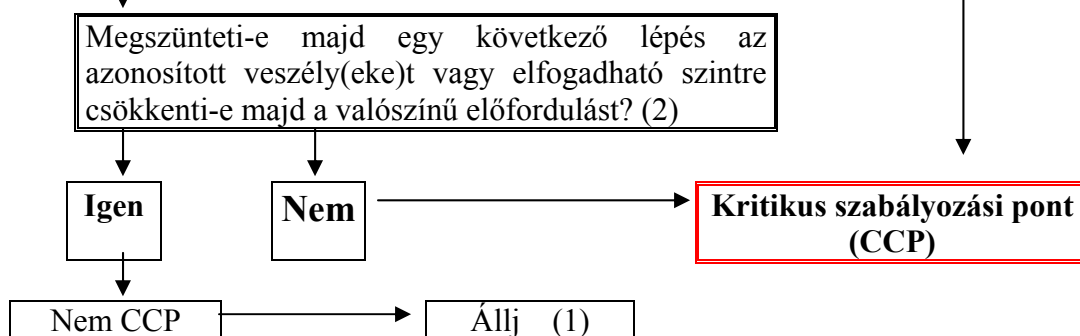 Megszünteti-e majd egy következő lépés az
azonosított veszély(eke)t vagy elfogadható szintre
csökkenti-e majd a valószínű előfordulást? (2)
Igen
Nem
Kritikus szabályozási pont
(CCP)
Nem CCP
Állj (1)